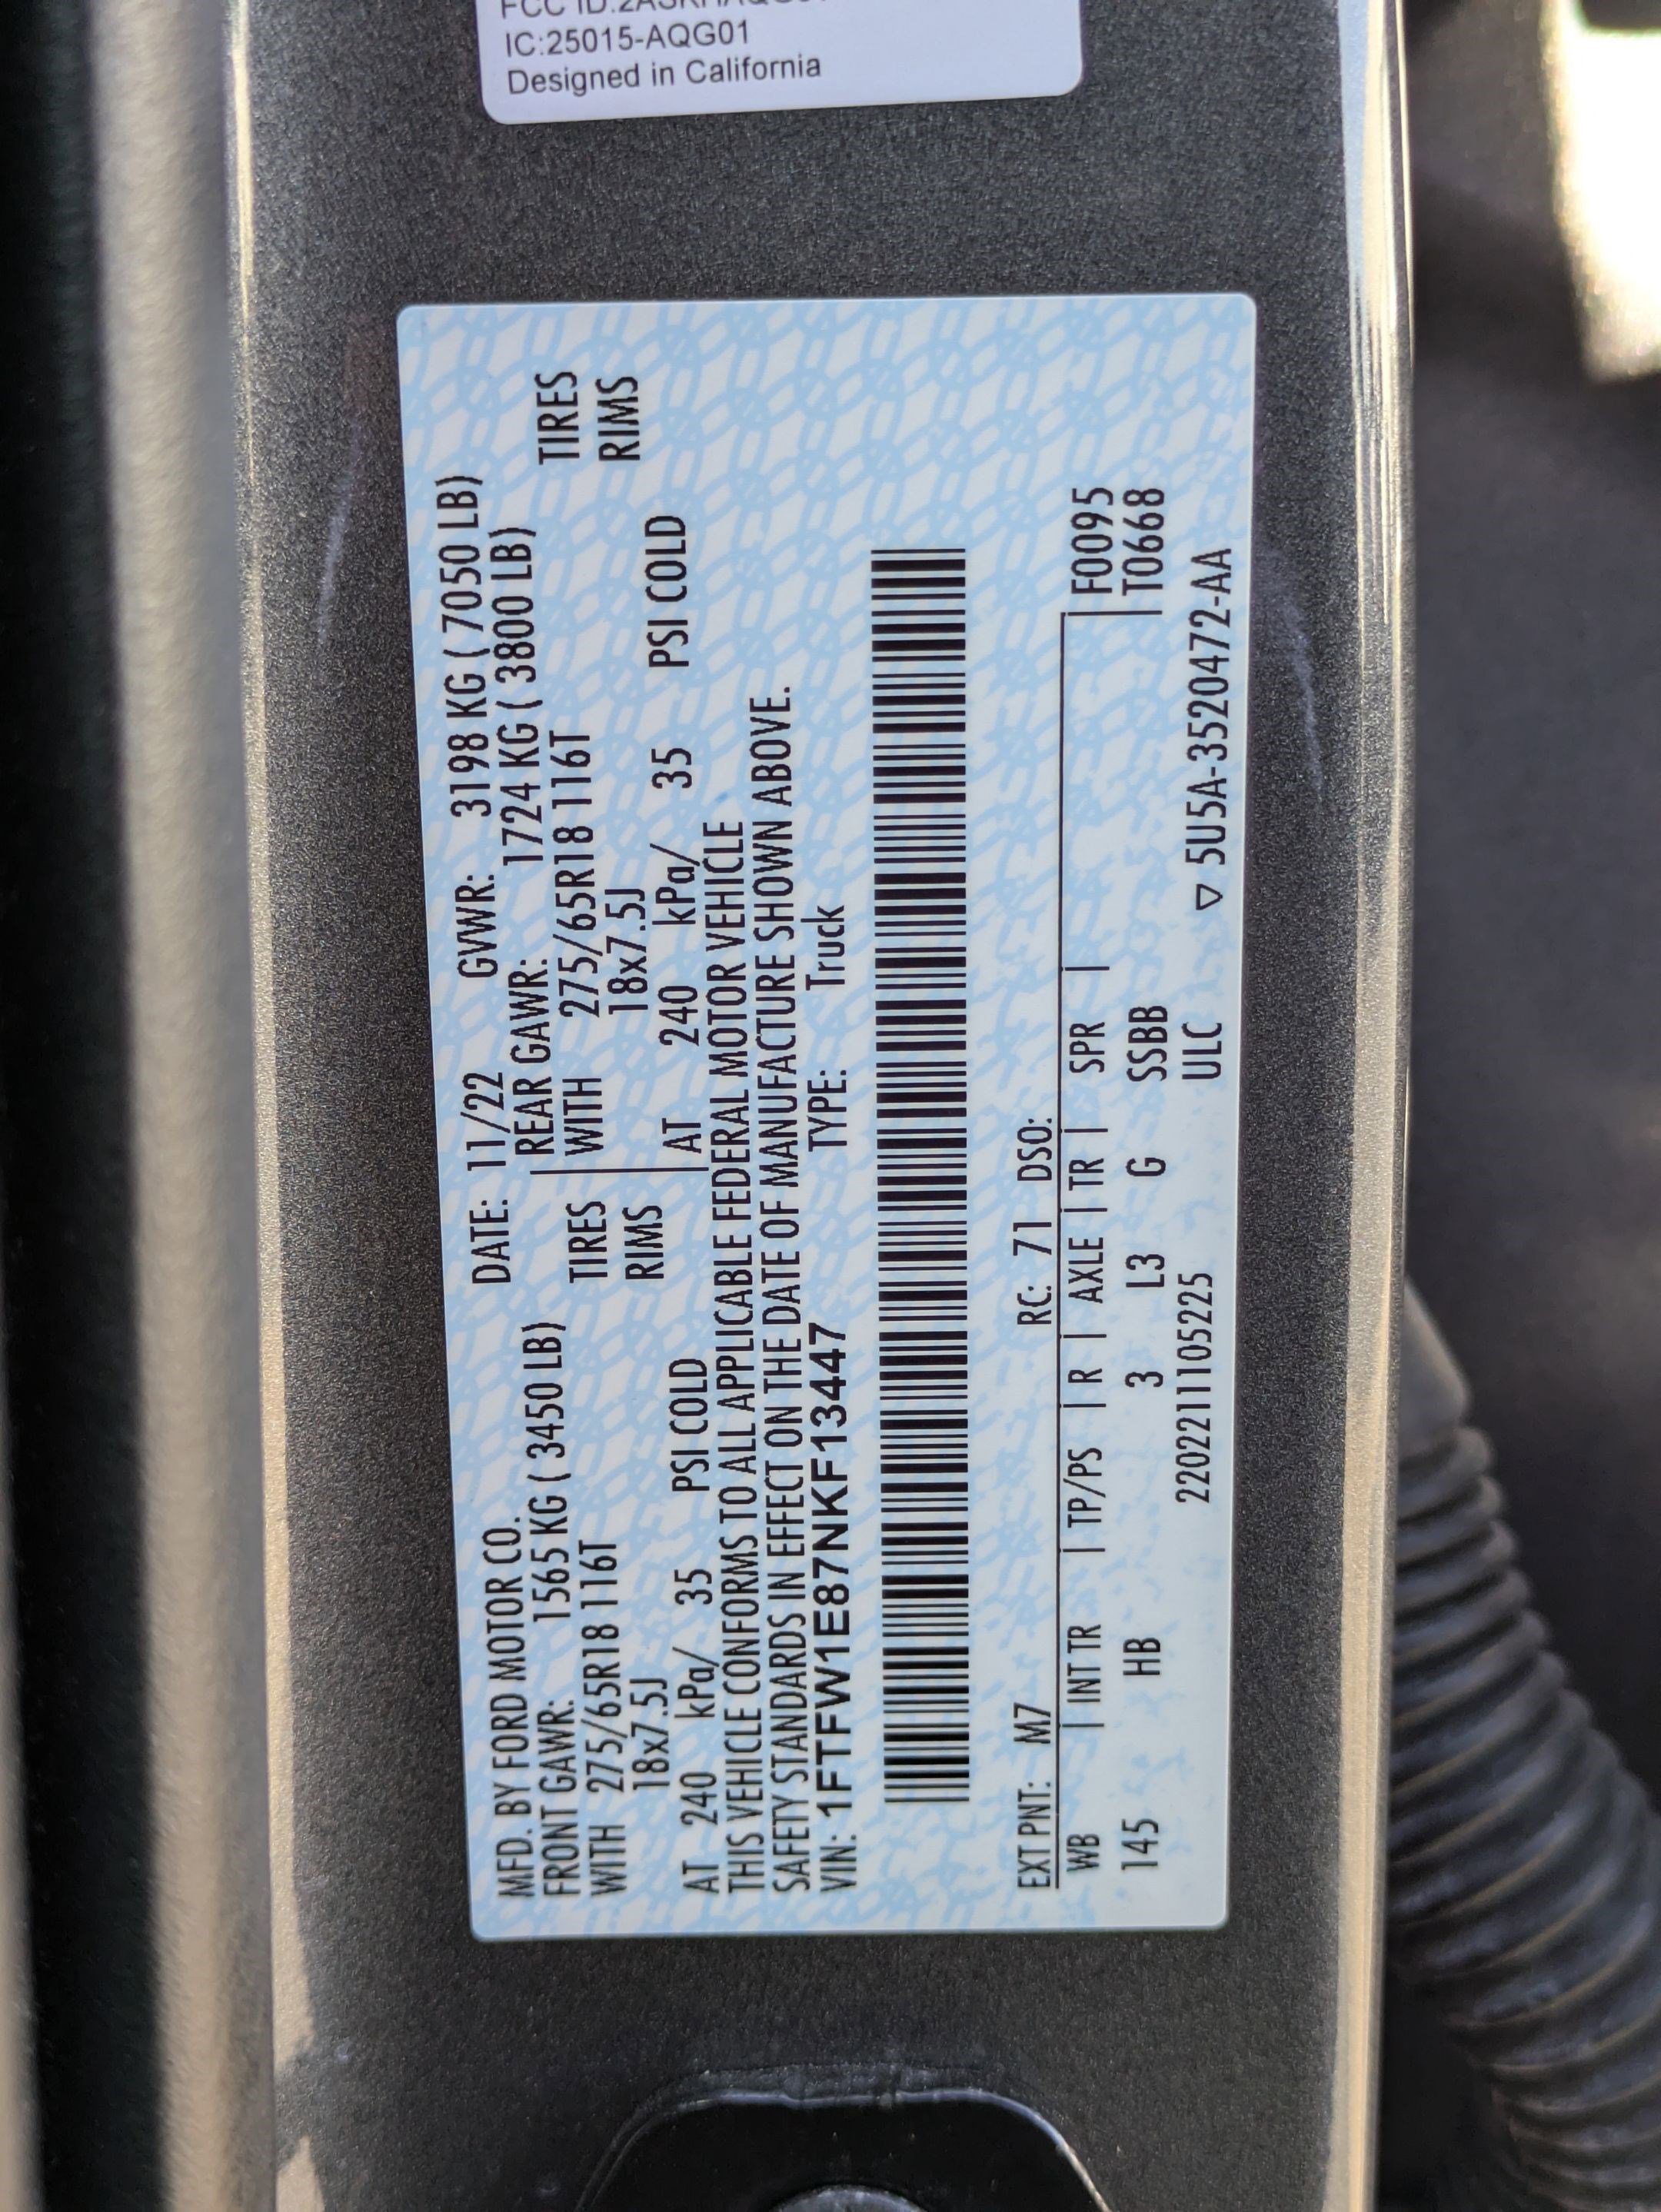 IC:25015-AQG01
Designed in California
MFD. BY FORD MOTOR CO. DATE: 11/22 GVWR: 3198 KG ( 7050 LB)
FRONT GAWR: 1565 KG ( 3450 LB) REAR GAWR: 1724 KG ( 3800 LB)
WITH 275/65R18 116T TIRES WITH 275/65R18 116T TIRES
18x7.5J RIMS 18x7.5J RIMS
AT 240 kPa/ 35 PSI COLD AT 240 kPa/ 35 PSI COLD
THIS VEHICLE CONFORMS TO ALL APPLICABLE FEDERAL MOTOR VEHICLE
SAFETY STANDARDS IN EFFECT ON THE DATE OF MANUFACTURE SHOWN ABOVE.
VIN: 1FTFW1E87NKF13447 TYPE: Truck
EXT PNT: M7 RC: 71 DSO:
WB | INT TR | TP/PS | R | AXLE | TR | SPR | F0095
145 HB 3 L3 G SSBB T0668
20221105225 ULC ▽ 5U5A-3520472-AA